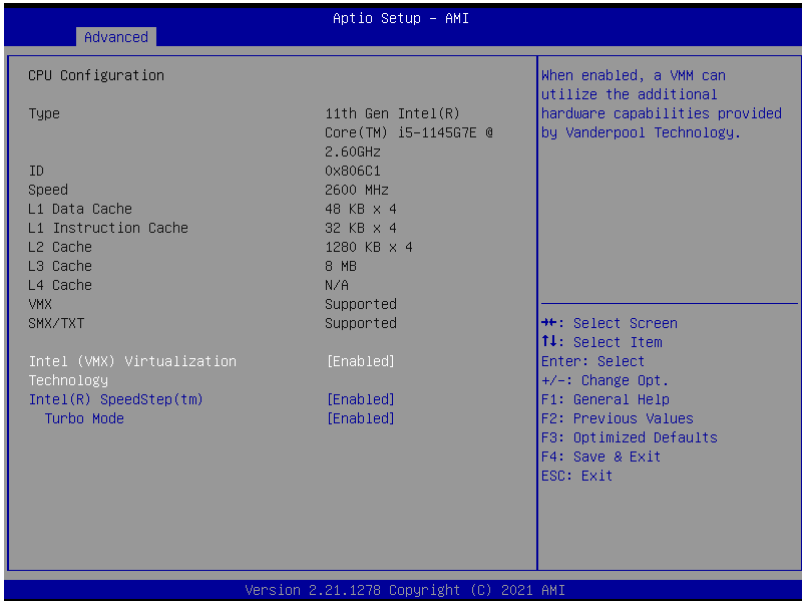 Aptio Setup – AMI
Advanced
CPU Configuration
Type 11th Gen Intel(R)
Core(TM) i5-1145G7E @
2.60GHz
ID 0x806C1
Speed 2600 MHz
L1 Data Cache 48 KB x 4
L1 Instruction Cache 32 KB x 4
L2 Cache 1280 KB x 4
L3 Cache 8 MB
L4 Cache N/A
VMX Supported
SMX/TXT Supported
Intel (VMX) Virtualization [Enabled]
Technology
Intel(R) SpeedStep(tm) [Enabled]
Turbo Mode [Enabled]
When enabled, a VMM can
utilize the additional
hardware capabilities provided
by Vanderpool Technology.
→←: Select Screen
↑↓: Select Item
Enter: Select
+/-: Change Opt.
F1: General Help
F2: Previous Values
F3: Optimized Defaults
F4: Save & Exit
ESC: Exit
Version 2.21.1278 Copyright (C) 2021 AMI